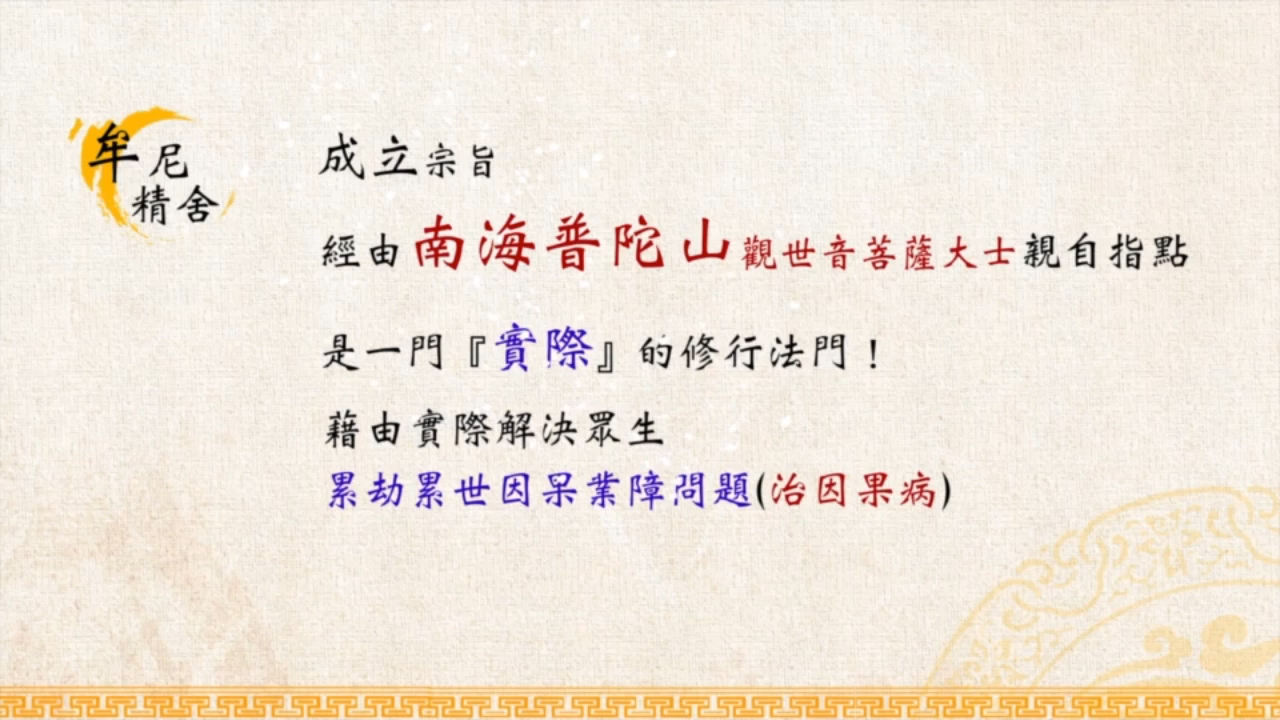 牟尼
精舍
成立宗旨
經由南海普陀山觀世音菩薩大士親自指點
是一門『實際』的修行法門！
藉由實際解決眾生
累劫累世因呆業障問題(治因果病)